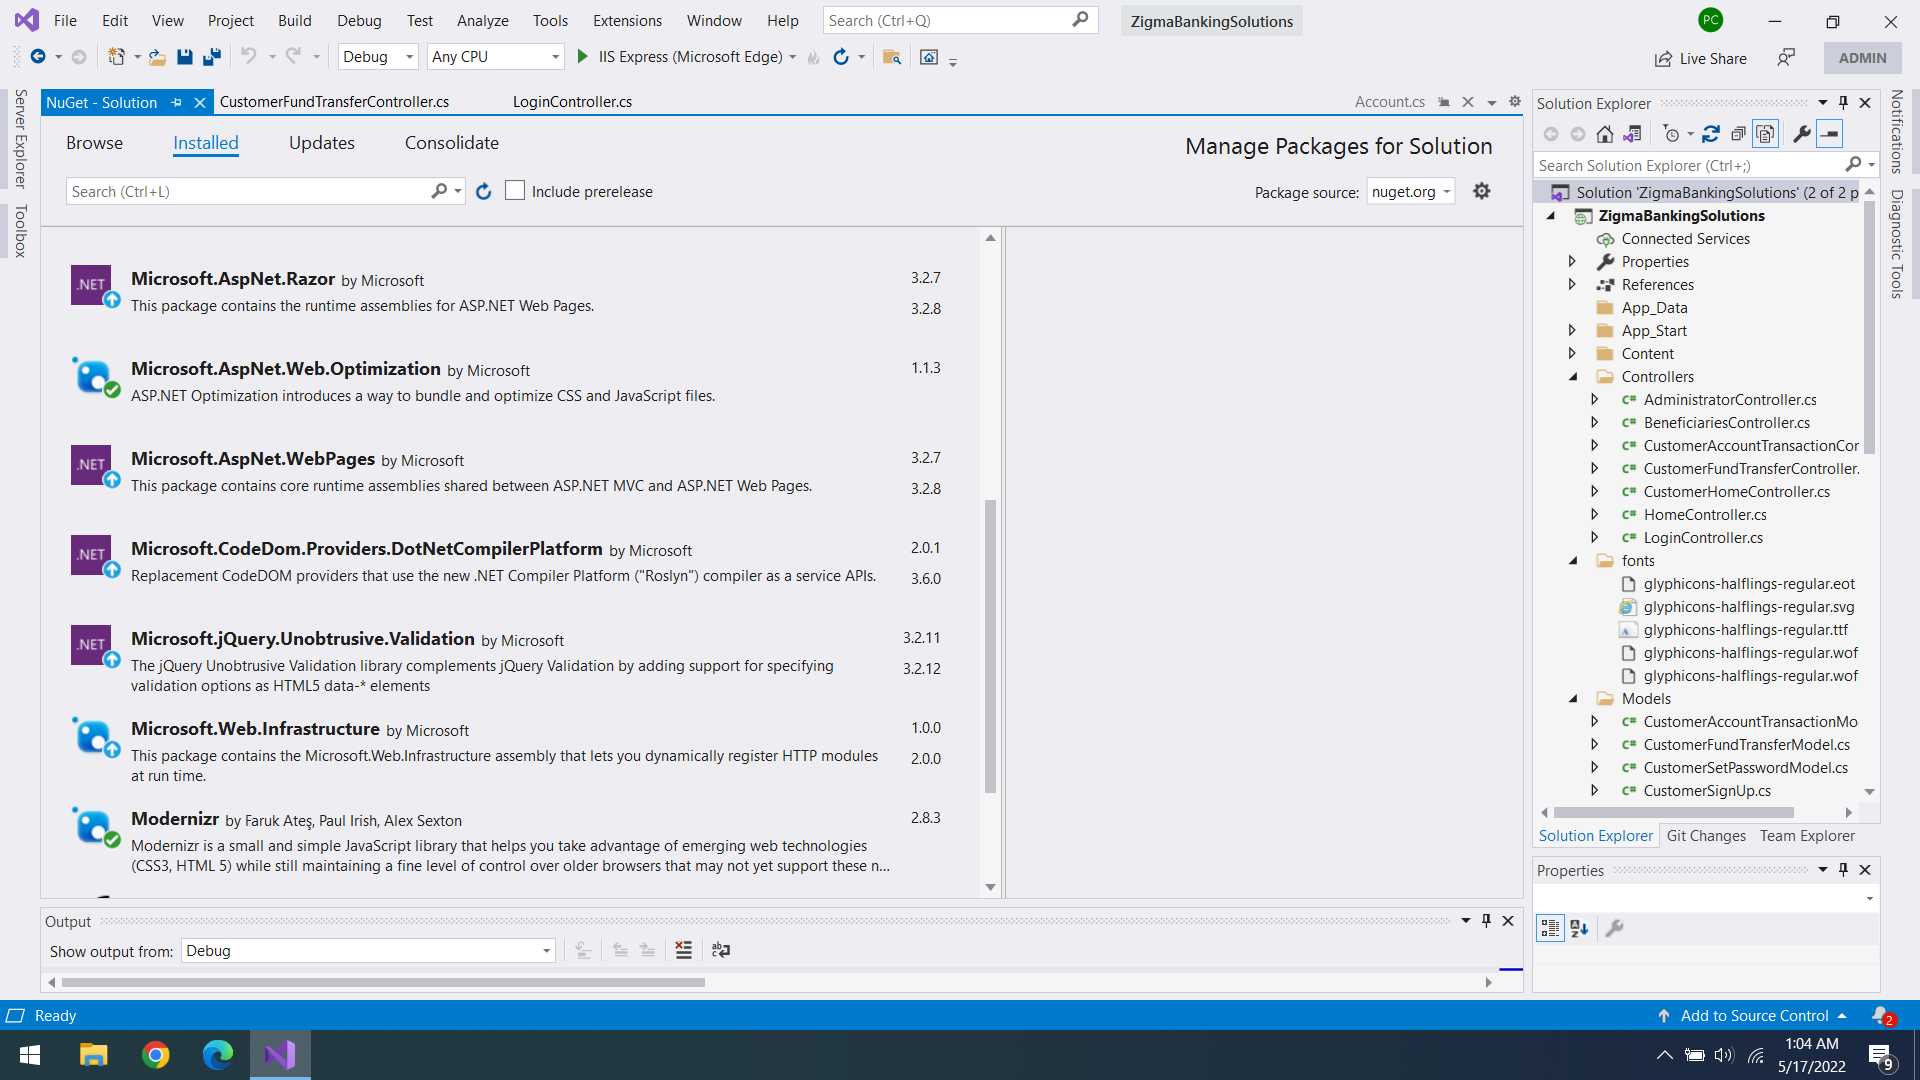 File Edit View Project Build Debug Test Analyze Tools Extensions Window Help Search (Ctrl+Q) ZigmaBankingSolutions PC
Debug Any CPU IIS Express (Microsoft Edge) Live Share ADMIN
Server Explorer
Toolbox
NuGet - Solution CustomerFundTransferController.cs LoginController.cs Account.cs
Browse Installed Updates Consolidate Manage Packages for Solution
Search (Ctrl+L) Include prerelease Package source: nuget.org
.NET Microsoft.AspNet.Razor by Microsoft 3.2.7
This package contains the runtime assemblies for ASP.NET Web Pages. 3.2.8
Microsoft.AspNet.Web.Optimization by Microsoft 1.1.3
ASP.NET Optimization introduces a way to bundle and optimize CSS and JavaScript files.
.NET Microsoft.AspNet.WebPages by Microsoft 3.2.7
This package contains core runtime assemblies shared between ASP.NET MVC and ASP.NET Web Pages. 3.2.8
.NET Microsoft.CodeDom.Providers.DotNetCompilerPlatform by Microsoft 2.0.1
Replacement CodeDOM providers that use the new .NET Compiler Platform ("Roslyn") compiler as a service APIs. 3.6.0
.NET Microsoft.jQuery.Unobtrusive.Validation by Microsoft 3.2.11
The jQuery Unobtrusive Validation library complements jQuery Validation by adding support for specifying 3.2.12
validation options as HTML5 data-* elements
Microsoft.Web.Infrastructure by Microsoft 1.0.0
This package contains the Microsoft.Web.Infrastructure assembly that lets you dynamically register HTTP modules 2.0.0
at run time.
Modernizr by Faruk Ateş, Paul Irish, Alex Sexton 2.8.3
Modernizr is a small and simple JavaScript library that helps you take advantage of emerging web technologies
(CSS3, HTML 5) while still maintaining a fine level of control over older browsers that may not yet support these n...
Output
Show output from: Debug
Solution Explorer
Search Solution Explorer (Ctrl+;)
Solution 'ZigmaBankingSolutions' (2 of 2 p
ZigmaBankingSolutions
Connected Services
Properties
References
App_Data
App_Start
Content
Controllers
C# AdministratorController.cs
C# BeneficiariesController.cs
C# CustomerAccountTransactionCor
C# CustomerFundTransferController.
C# CustomerHomeController.cs
C# HomeController.cs
C# LoginController.cs
fonts
glyphicons-halflings-regular.eot
glyphicons-halflings-regular.svg
glyphicons-halflings-regular.ttf
glyphicons-halflings-regular.wof
glyphicons-halflings-regular.wof
Models
C# CustomerAccountTransactionMo
C# CustomerFundTransferModel.cs
C# CustomerSetPasswordModel.cs
C# CustomerSignUp.cs
Solution Explorer Git Changes Team Explorer
Properties
Notifications
Diagnostic Tools
Ready Add to Source Control 2
1:04 AM
5/17/2022 9